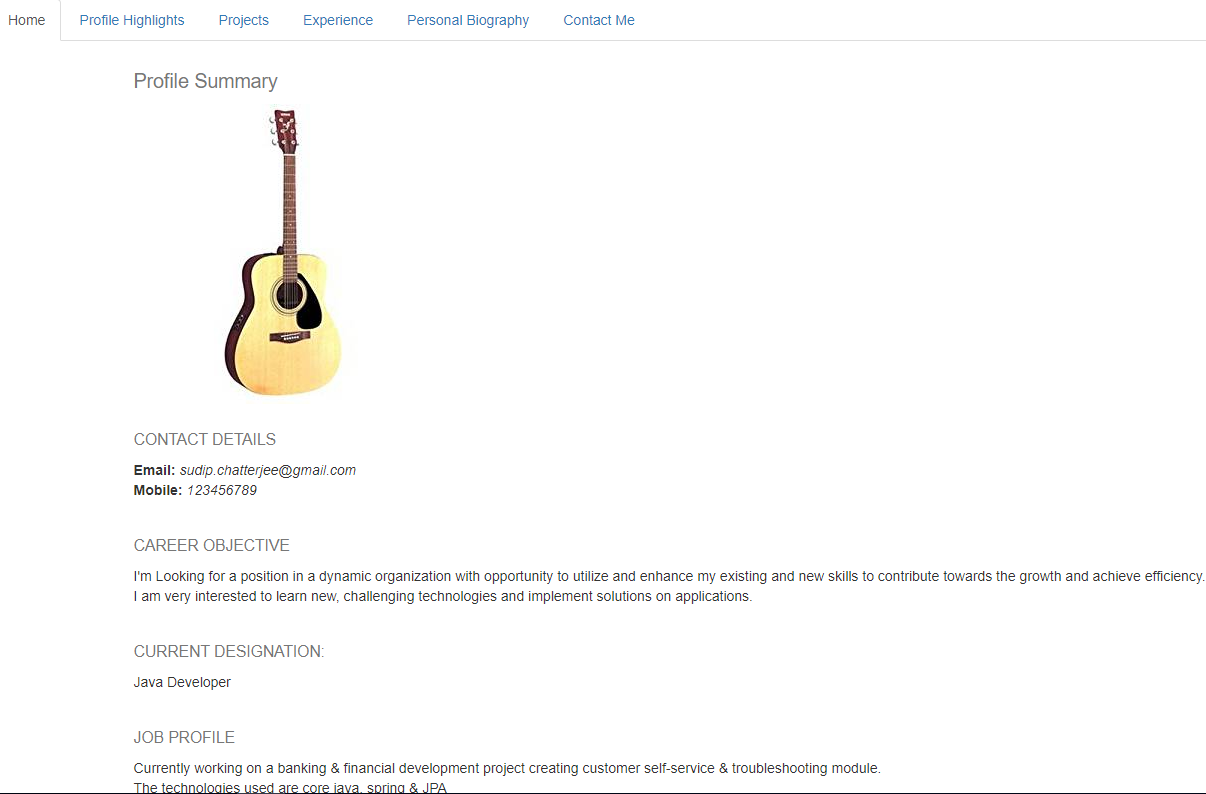 Home Profile Highlights Projects Experience Personal Biography Contact Me
Profile Summary
CONTACT DETAILS
Email: sudip.chatterjee@gmail.com
Mobile: 123456789
CAREER OBJECTIVE
I'm Looking for a position in a dynamic organization with opportunity to utilize and enhance my existing and new skills to contribute towards the growth and achieve efficiency.
I am very interested to learn new, challenging technologies and implement solutions on applications.
CURRENT DESIGNATION:
Java Developer
JOB PROFILE
Currently working on a banking & financial development project creating customer self-service & troubleshooting module.
The technologies used are core java, spring & JPA